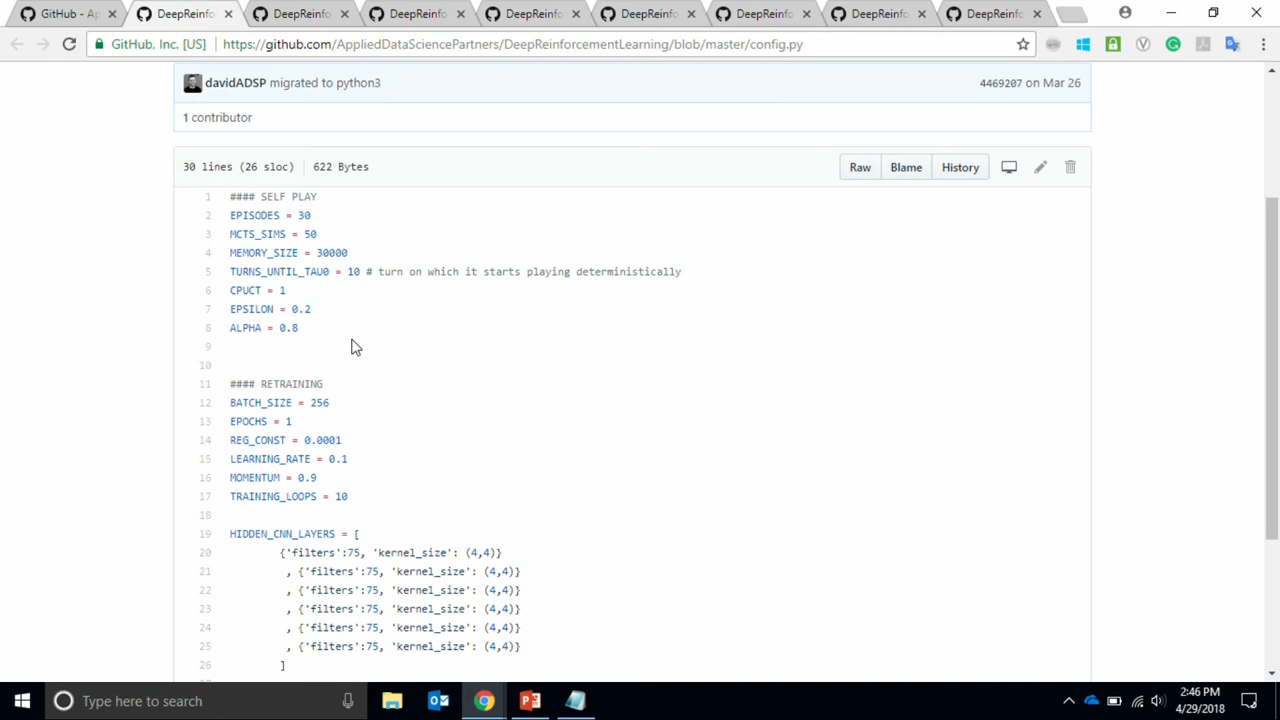 GitHub - Ap
DeepReinfo
DeepReinfo
DeepReinfo
DeepReinfo
DeepReinfo
DeepReinfo
DeepReinfo
DeepReinfo
GitHub, Inc. [US] https://github.com/AppliedDataSciencePartners/DeepReinforcementLearning/blob/master/config.py
davidADSP migrated to python3 4469207 on Mar 26
1 contributor
30 lines (26 sloc) 622 Bytes Raw Blame History
1 #### SELF PLAY
2 EPISODES = 30
3 MCTS_SIMS = 50
4 MEMORY_SIZE = 30000
5 TURNS_UNTIL_TAU0 = 10 # turn on which it starts playing deterministically
6 CPUCT = 1
7 EPSILON = 0.2
8 ALPHA = 0.8
9
10
11 #### RETRAINING
12 BATCH_SIZE = 256
13 EPOCHS = 1
14 REG_CONST = 0.0001
15 LEARNING_RATE = 0.1
16 MOMENTUM = 0.9
17 TRAINING_LOOPS = 10
18
19 HIDDEN_CNN_LAYERS = [
20 {'filters':75, 'kernel_size': (4,4)}
21 , {'filters':75, 'kernel_size': (4,4)}
22 , {'filters':75, 'kernel_size': (4,4)}
23 , {'filters':75, 'kernel_size': (4,4)}
24 , {'filters':75, 'kernel_size': (4,4)}
25 , {'filters':75, 'kernel_size': (4,4)}
26 ]
Type here to search
2:46 PM
4/29/2018